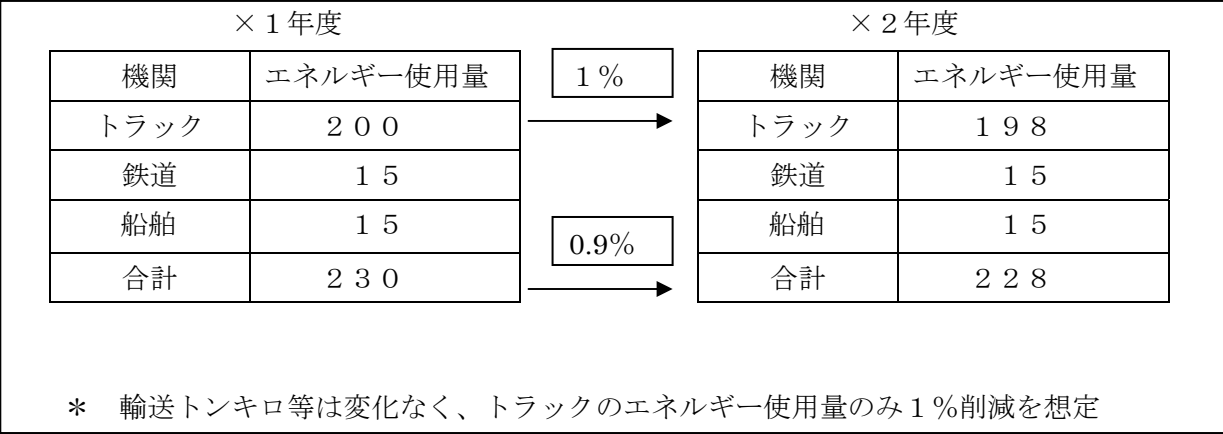 ×１年度 ×２年度
機関 エネルギー使用量 １％ 機関 エネルギー使用量
トラック ２００ トラック １９８
鉄道 １５ 鉄道 １５
船舶 １５ 0.9％ 船舶 １５
合計 ２３０ 合計 ２２８
＊ 輸送トンキロ等は変化なく、トラックのエネルギー使用量のみ１％削減を想定